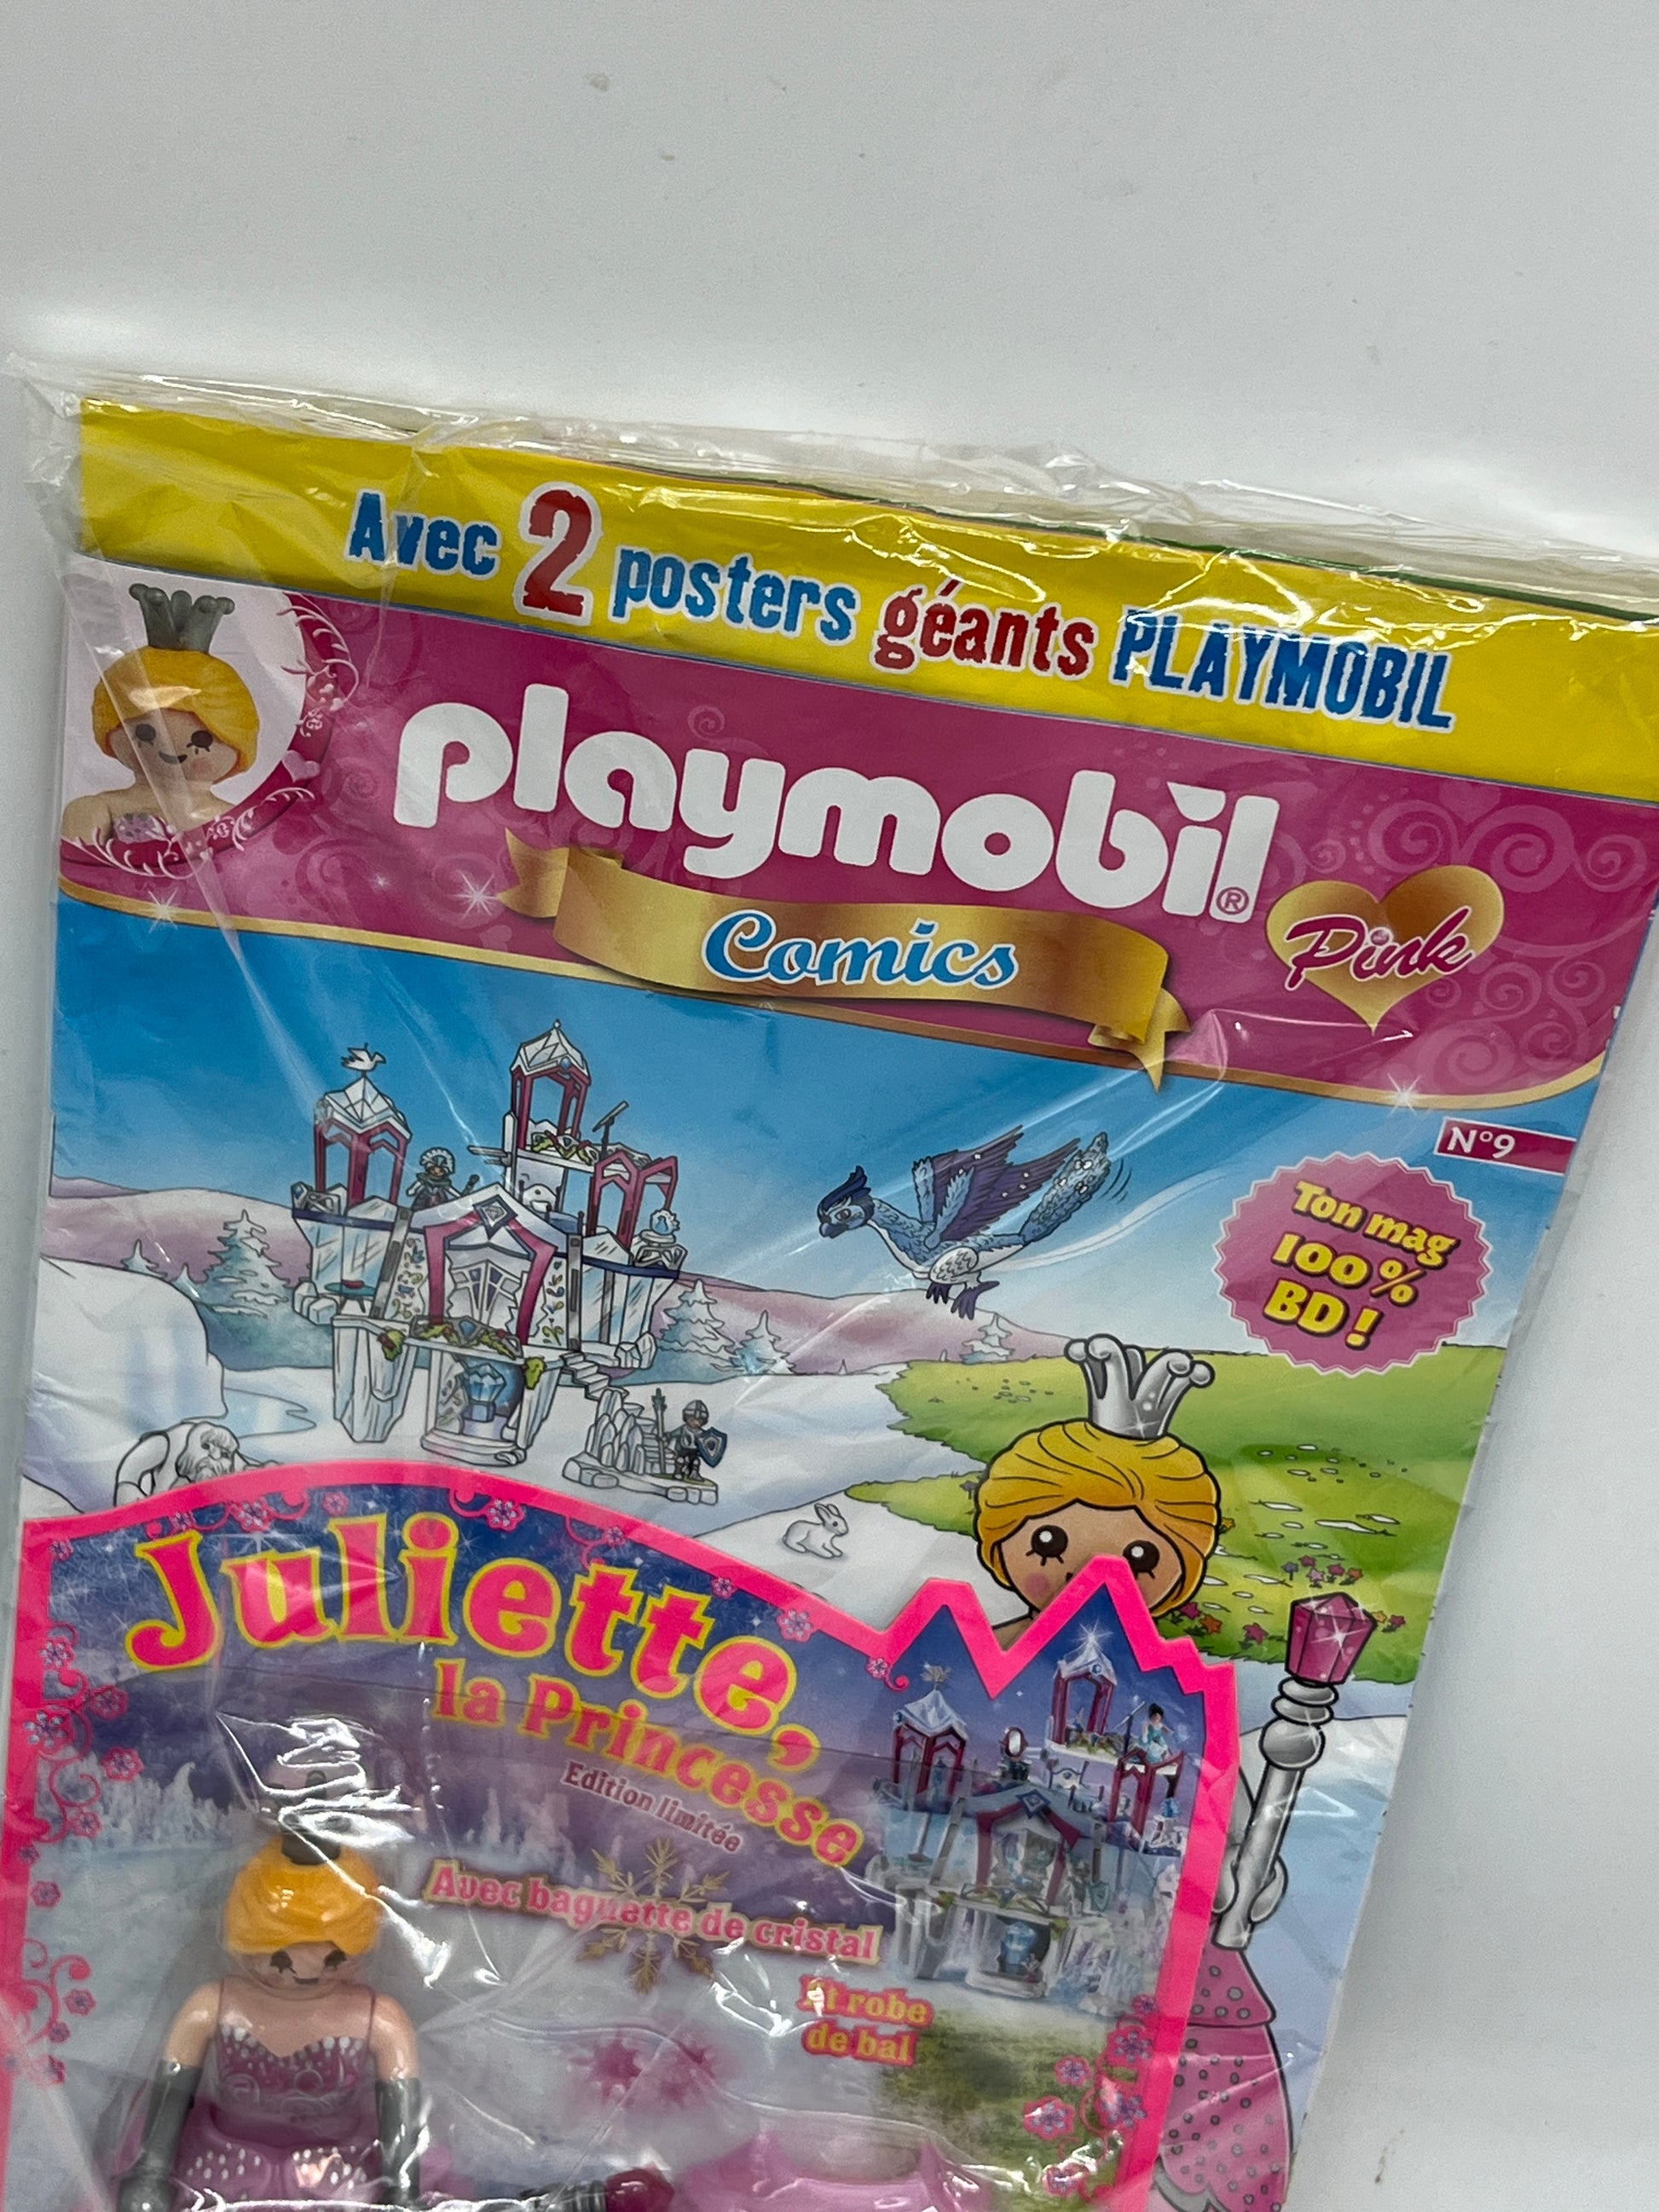 Avec 2 posters géants PLAYMOBIL
playmobil®
Comics
Pink
N°9
Ton mag
100%
BD !
Juliette,
la Princesse
Edition limitée
Avec baguette de cristal
Et robe
de bal